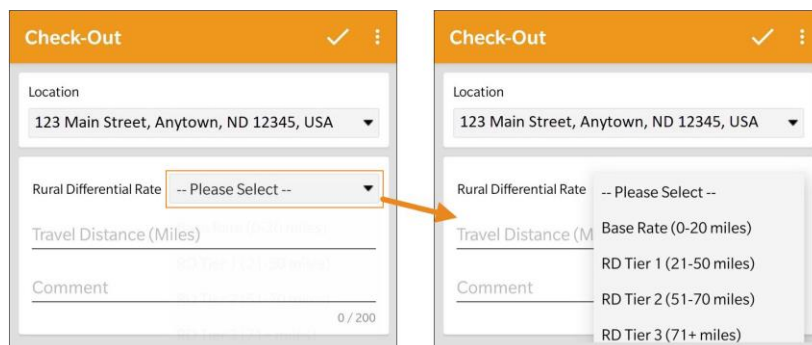 Check-Out
Location
123 Main Street, Anytown, ND 12345, USA
Rural Differential Rate -- Please Select --
Travel Distance (Miles)
Comment
0 / 200
Check-Out
Location
123 Main Street, Anytown, ND 12345, USA
Rural Differential Rate
-- Please Select --
Base Rate (0-20 miles)
Travel Distance (M
RD Tier 1 (21-50 miles)
Comment
RD Tier 2 (51-70 miles)
RD Tier 3 (71+ miles)